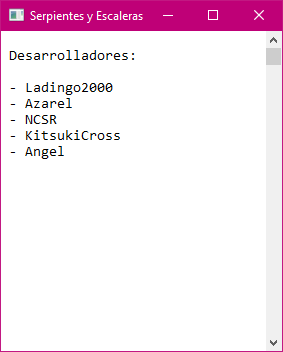 Serpientes y Escaleras
Desarrolladores:
- Ladingo2000
- Azarel
- NCSR
- KitsukiCross
- Angel